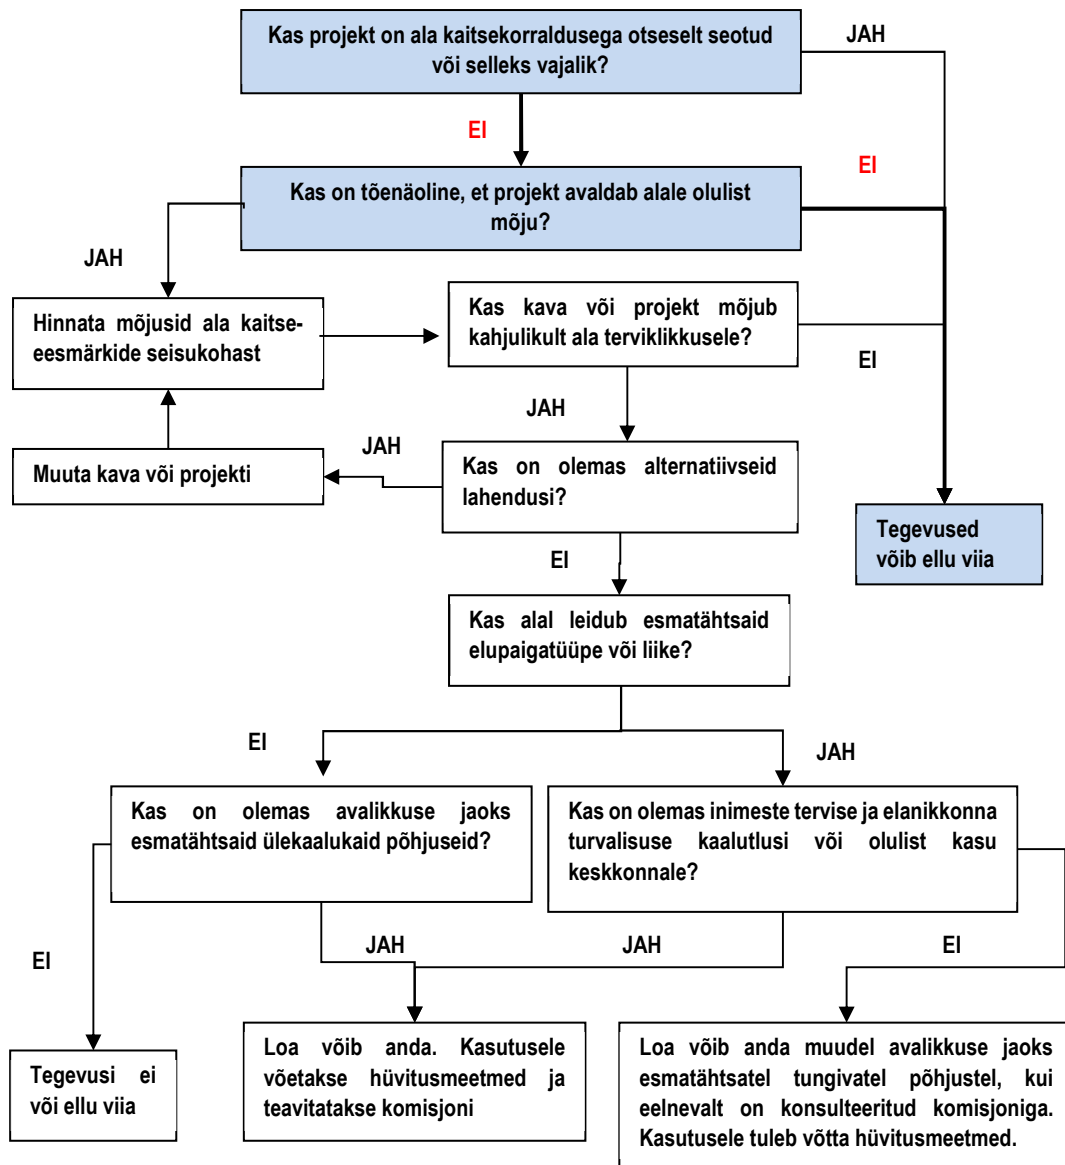 Kas projekt on ala kaitsekorraldusega otseselt seotud
või selleks vajalik?
JAH
EI
EI
Kas on tõenäoline, et projekt avaldab alale olulist
mõju?
JAH
Hinnata mõjusid ala kaitse-
eesmärkide seisukohast
Kas kava või projekt mõjub
kahjulikult ala terviklikkusele?
EI
JAH
JAH
Muuta kava või projekti
Kas on olemas alternatiivseid
lahendusi?
Tegevused
võib ellu viia
EI
Kas alal leidub esmatähtsaid
elupaigatüüpe või liike?
EI
JAH
Kas on olemas avalikkuse jaoks
esmatähtsaid ülekaalukaid põhjuseid?
Kas on olemas inimeste tervise ja elanikkonna
turvalisuse kaalutlusi või olulist kasu
keskkonnale?
EI
JAH
JAH
EI
Tegevusi ei
või ellu viia
Loa võib anda. Kasutusele
võetakse hüvitusmeetmed ja
teavitatakse komisjoni
Loa võib anda muudel avalikkuse jaoks
esmatähtsatel tungivatel põhjustel, kui
eelnevalt on konsulteeritud komisjoniga.
Kasutusele tuleb võtta hüvitusmeetmed.